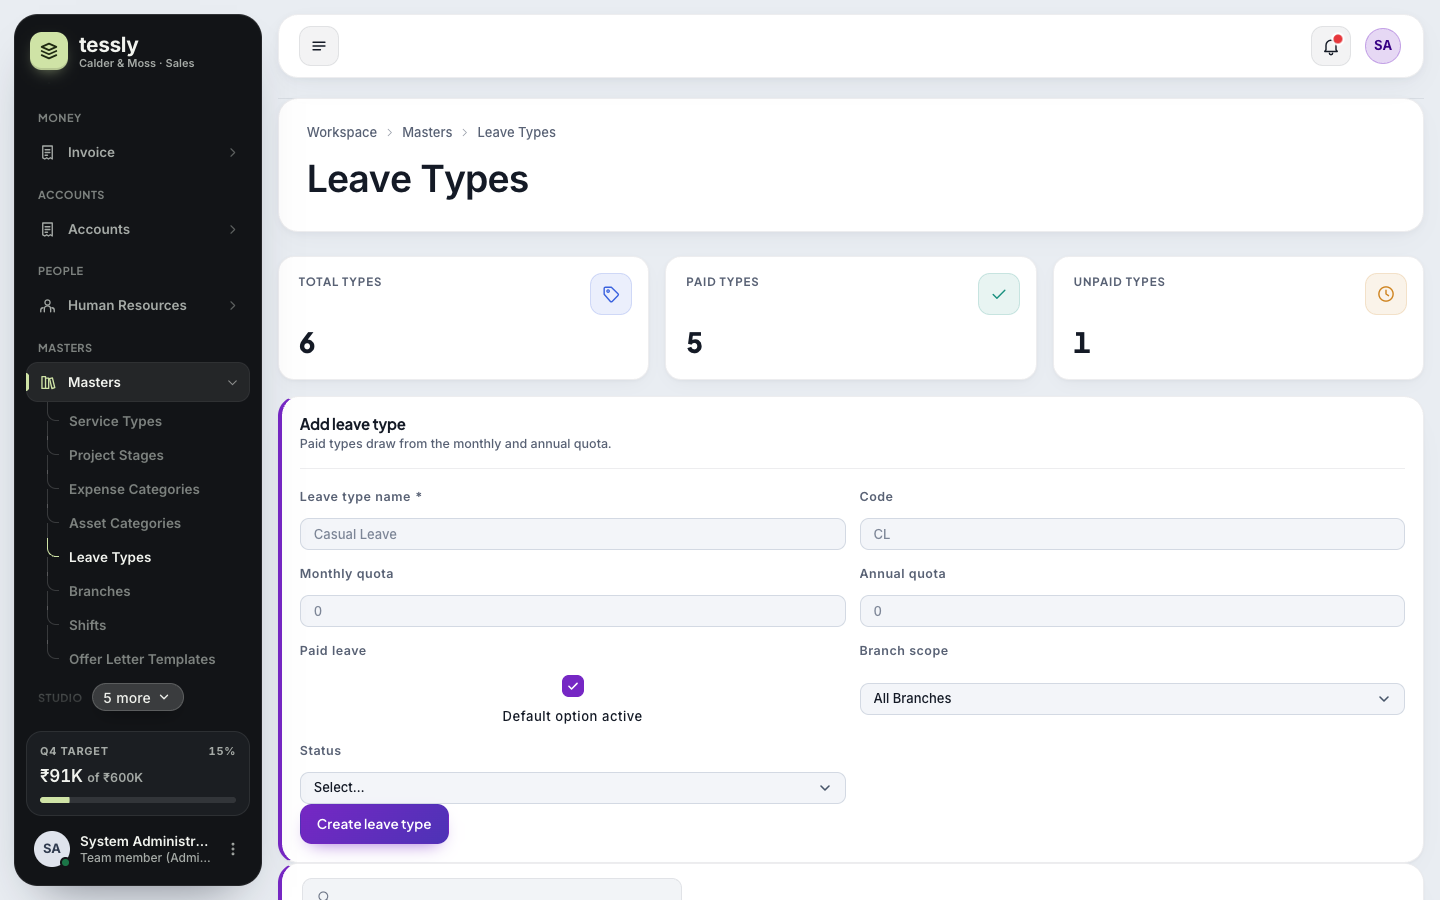 tessly
Calder & Moss · Sales
MONEY
Invoice
ACCOUNTS
Accounts
PEOPLE
Human Resources
MASTERS
Masters
Service Types
Project Stages
Expense Categories
Asset Categories
Leave Types
Branches
Shifts
Offer Letter Templates
STUDIO
5 more
Q4 TARGET 15%
₹91K of ₹600K
SA
System Administr...
Team member (Admi...
SA
Workspace > Masters > Leave Types
Leave Types
TOTAL TYPES
6
PAID TYPES
5
UNPAID TYPES
1
Add leave type
Paid types draw from the monthly and annual quota.
Leave type name *
Casual Leave
Code
CL
Monthly quota
0
Annual quota
0
Paid leave
Default option active
Branch scope
All Branches
Status
Select...
Create leave type